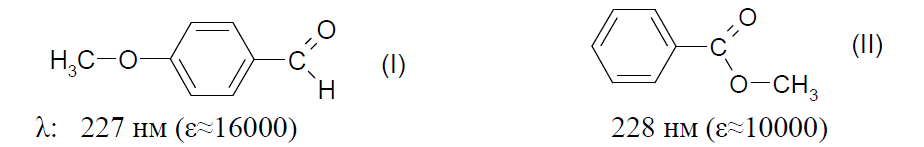 H₃C O C O H (I)
C O O CH₃ (II)
λ: 227 нм (ε≈16000)
228 нм (ε≈10000)